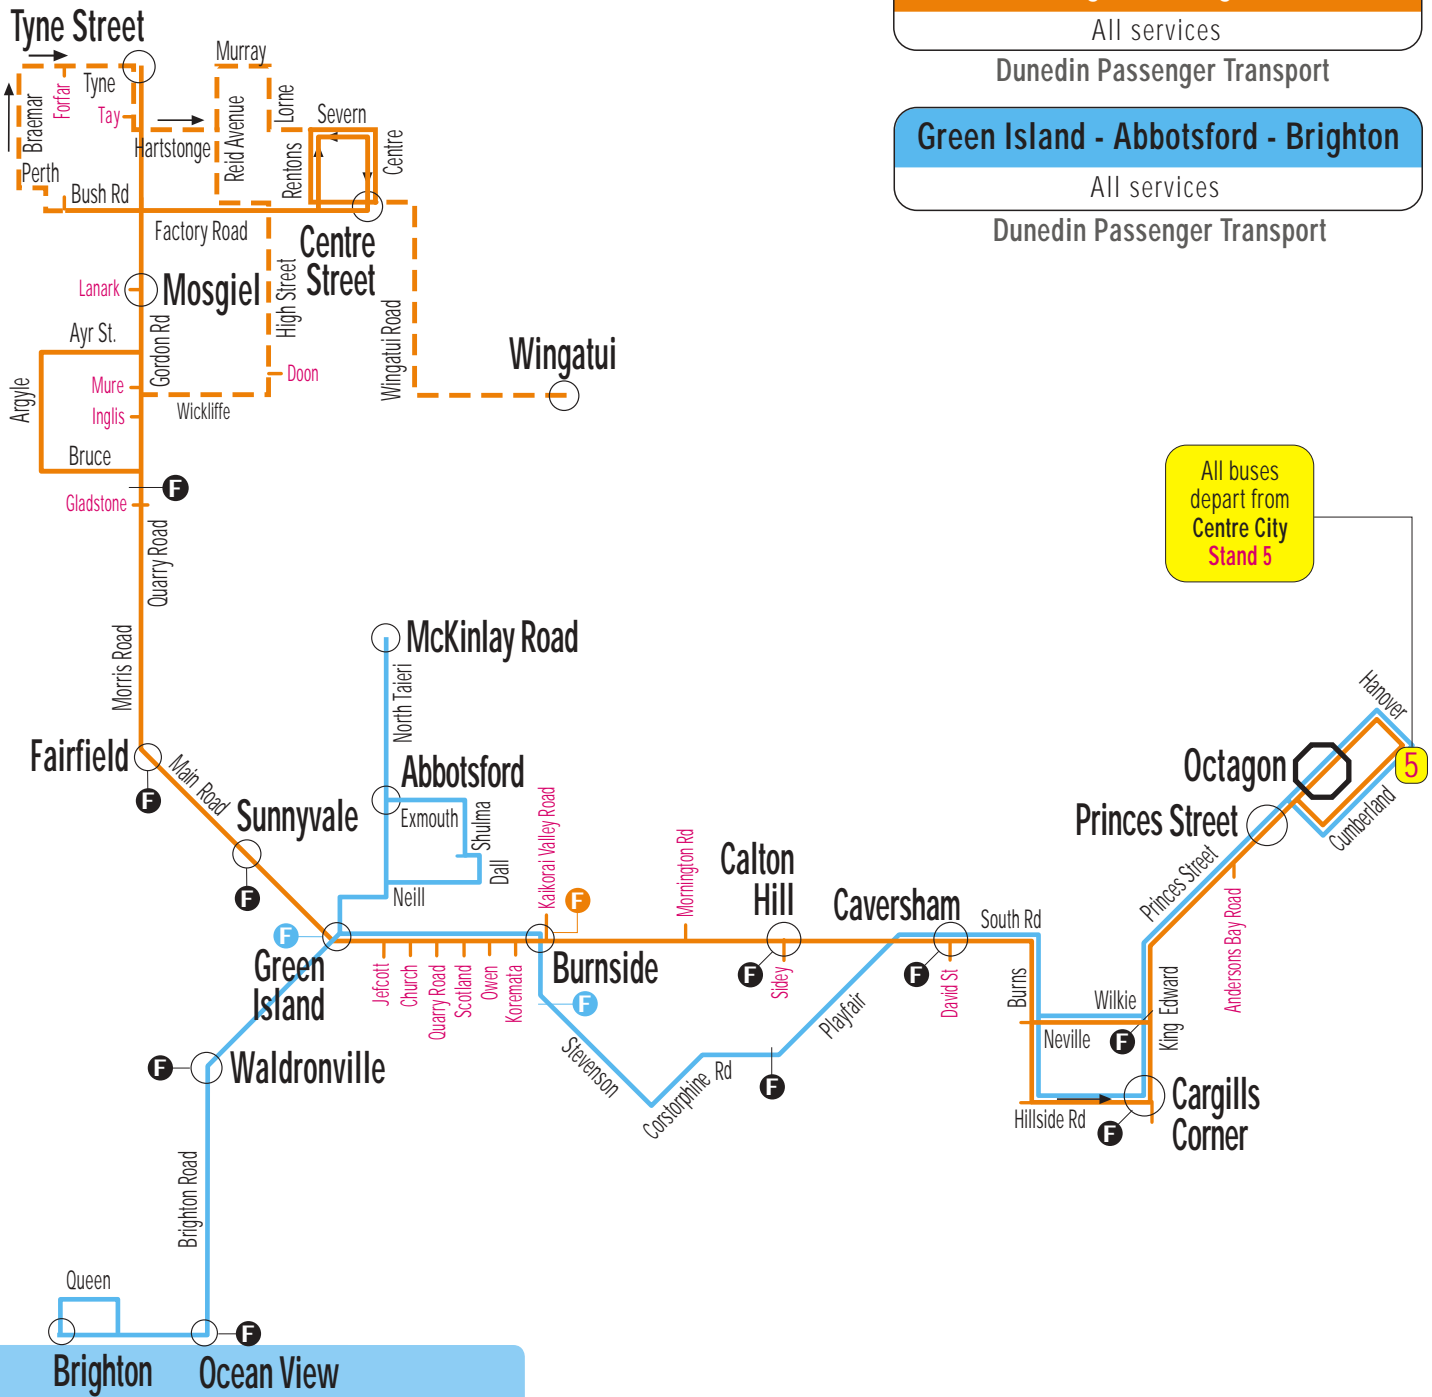 All services
Dunedin Passenger Transport
Green Island - Abbotsford - Brighton
All services
Dunedin Passenger Transport
Tyne Street
Murray
Tyne
Forfar
Braemar
Tay
Lorne
Reid Avenue
Severn
Centre
Hartstonge
Rentons
Perth
Bush Rd
Factory Road
Centre
Street
Lanark
Mosgiel
High Street
Wingatui Road
Gordon Rd
Ayr St.
Wingatui
Argyle
Mure
Doon
Inglis
Wickliffe
Bruce
F
Gladstone
Quarry Road
All buses
depart from
Centre City
Stand 5
Morris Road
McKinlay Road
North Taieri
Hanover
Fairfield
F
Main Road
Sunnyvale
F
Abbotsford
Exmouth
Shulma
Dall
Neill
Kaikorai Valley Road
F
Mornington Rd
Calton
Hill
Caversham
South Rd
Octagon
5
Princes Street
Cumberland
Princes Street
Andersons Bay Road
F
Green
Island
Jefcott
Church
Quarry Road
Scotland
Owen
Koremata
Burnside
F
F
Sidey
F
David St
Burns
Wilkie
Neville
F
King Edward
Playfair
Stevenson
Corstorphine Rd
F
F
Waldronville
Hillside Rd
F
Cargills
Corner
Brighton Road
Queen
F
Brighton
Ocean View